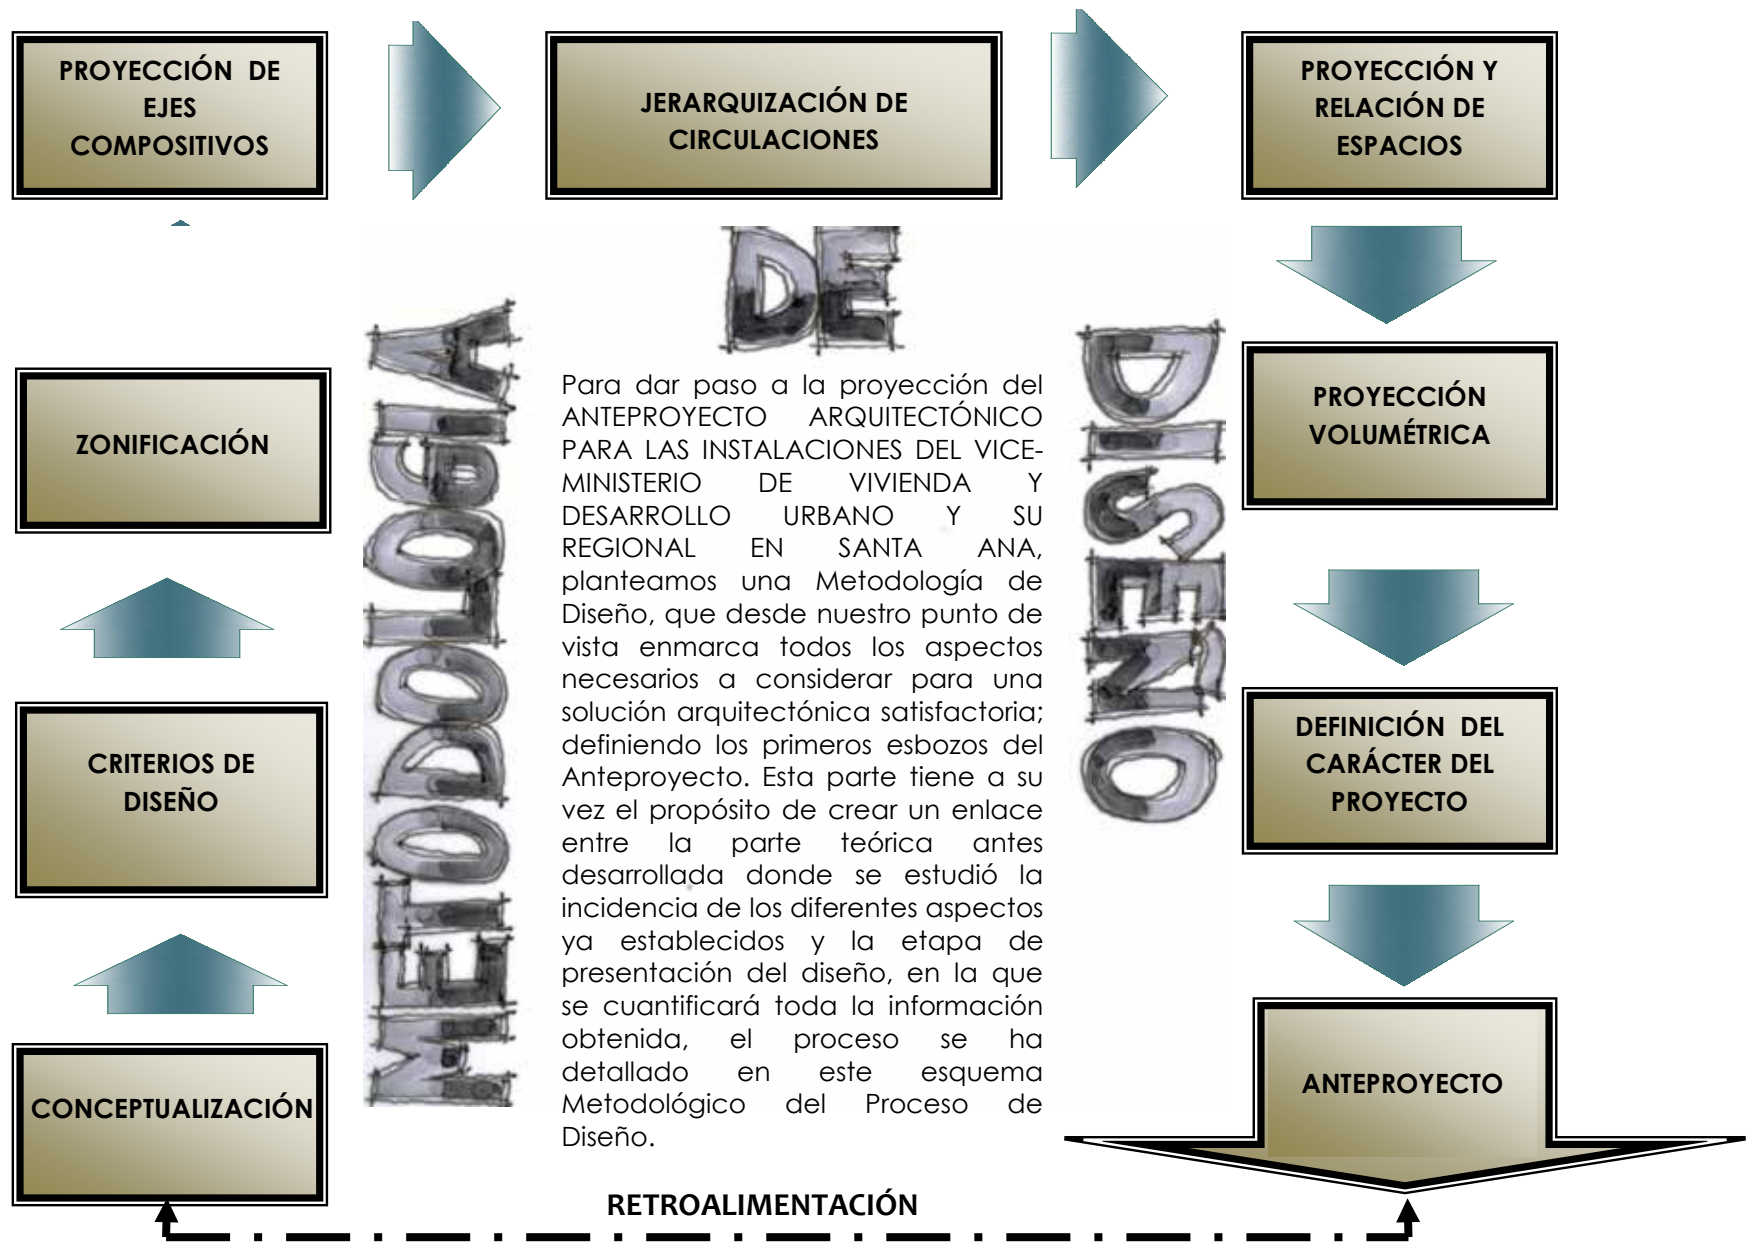 PROYECCIÓN DE
EJES
COMPOSITIVOS
JERARQUIZACIÓN DE
CIRCULACIONES
PROYECCIÓN Y
RELACIÓN DE
ESPACIOS
METODOLOGIA
DE
DISEÑO
ZONIFICACIÓN
CRITERIOS DE
DISEÑO
CONCEPTUALIZACIÓN
Para dar paso a la proyección del
ANTEPROYECTO ARQUITECTÓNICO
PARA LAS INSTALACIONES DEL VICE-
MINISTERIO DE VIVIENDA Y
DESARROLLO URBANO Y SU
REGIONAL EN SANTA ANA,
planteamos una Metodología de
Diseño, que desde nuestro punto de
vista enmarca todos los aspectos
necesarios a considerar para una
solución arquitectónica satisfactoria;
definiendo los primeros esbozos del
Anteproyecto. Esta parte tiene a su
vez el propósito de crear un enlace
entre la parte teórica antes
desarrollada donde se estudió la
incidencia de los diferentes aspectos
ya establecidos y la etapa de
presentación del diseño, en la que
se cuantificará toda la información
obtenida, el proceso se ha
detallado en este esquema
Metodológico del Proceso de
Diseño.
PROYECCIÓN
VOLUMÉTRICA
DEFINICIÓN DEL
CARÁCTER DEL
PROYECTO
ANTEPROYECTO
RETROALIMENTACIÓN